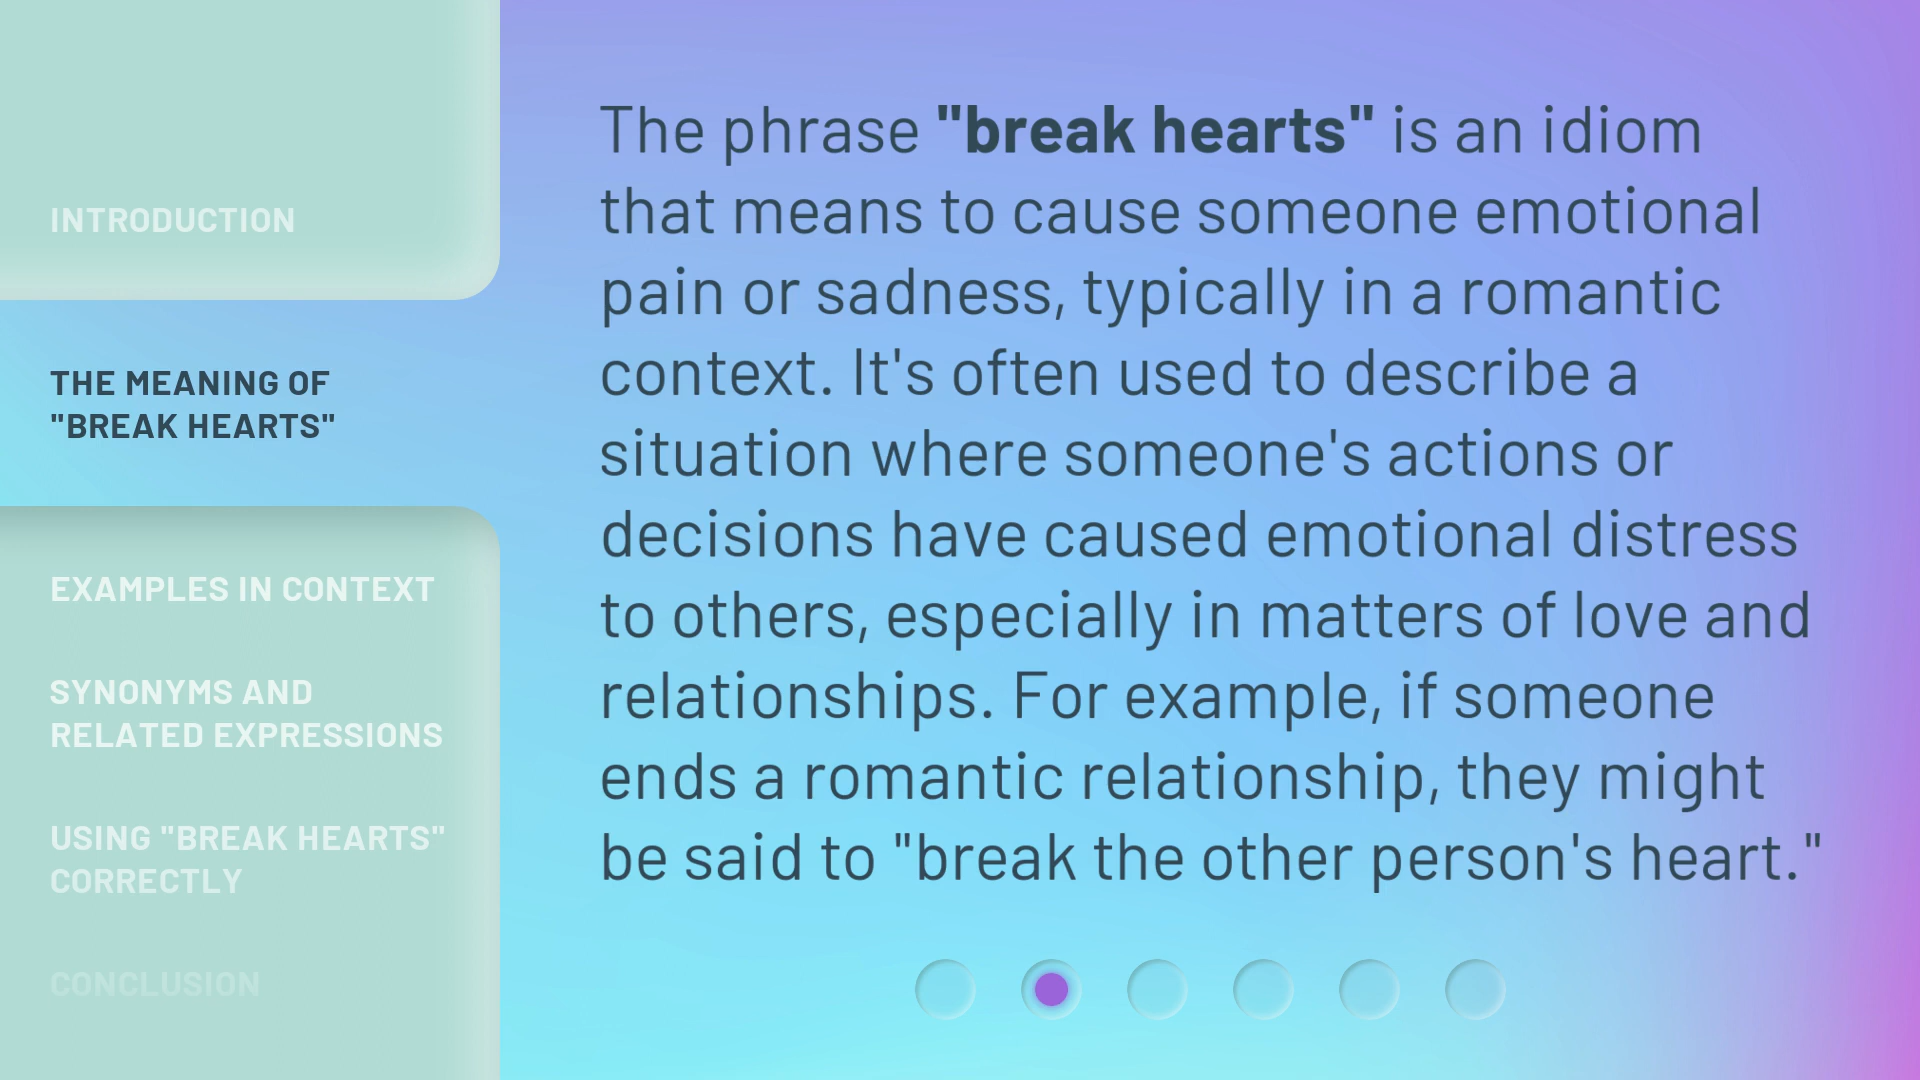 INTRODUCTION
THE MEANING OF
"BREAK HEARTS"
EXAMPLES IN CONTEXT
SYNONYMS AND
RELATED EXPRESSIONS
USING "BREAK HEARTS"
CORRECTLY
CONCLUSION
The phrase "break hearts" is an idiom
that means to cause someone emotional
pain or sadness, typically in a romantic
context. It's often used to describe a
situation where someone's actions or
decisions have caused emotional distress
to others, especially in matters of love and
relationships. For example, if someone
ends a romantic relationship, they might
be said to "break the other person's heart."